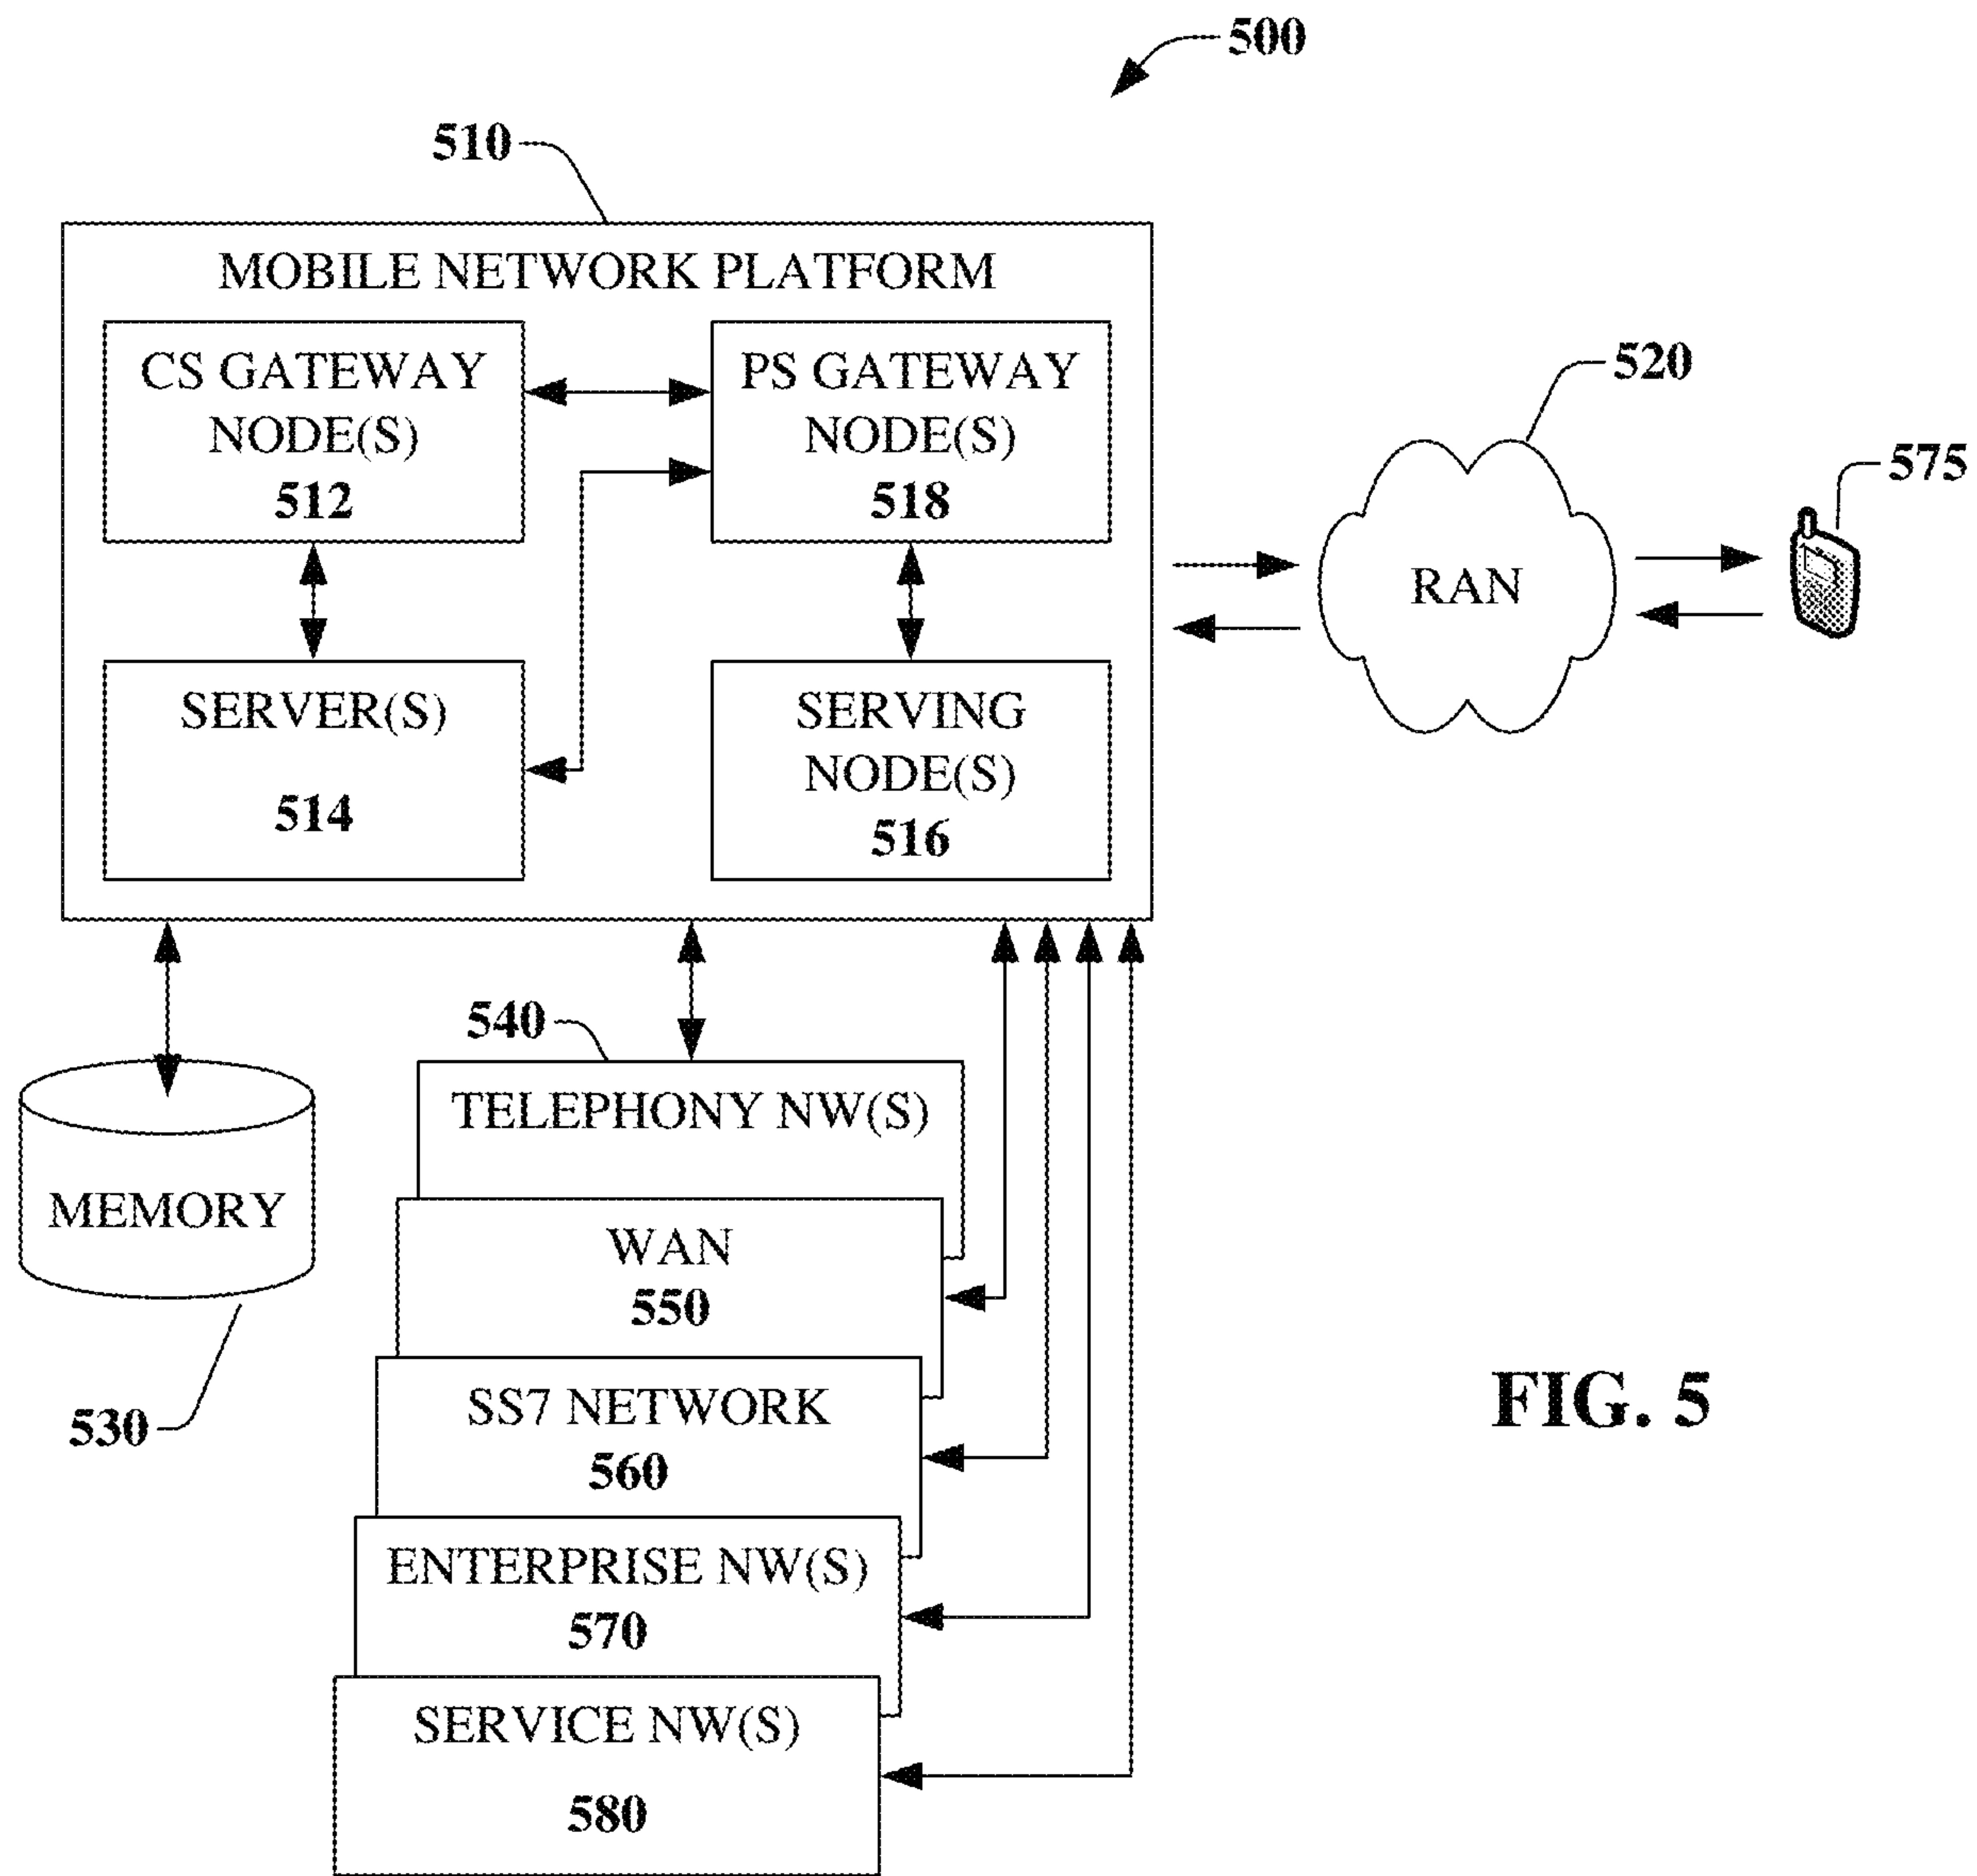 500
510
MOBILE NETWORK PLATFORM
CS GATEWAY
NODE(S)
512
PS GATEWAY
NODE(S)
518
SERVER(S)
514
SERVING
NODE(S)
516
520
RAN
575
540
TELEPHONY NW(S)
MEMORY
530
WAN
550
SS7 NETWORK
560
ENTERPRISE NW(S)
570
SERVICE NW(S)
580
FIG. 5